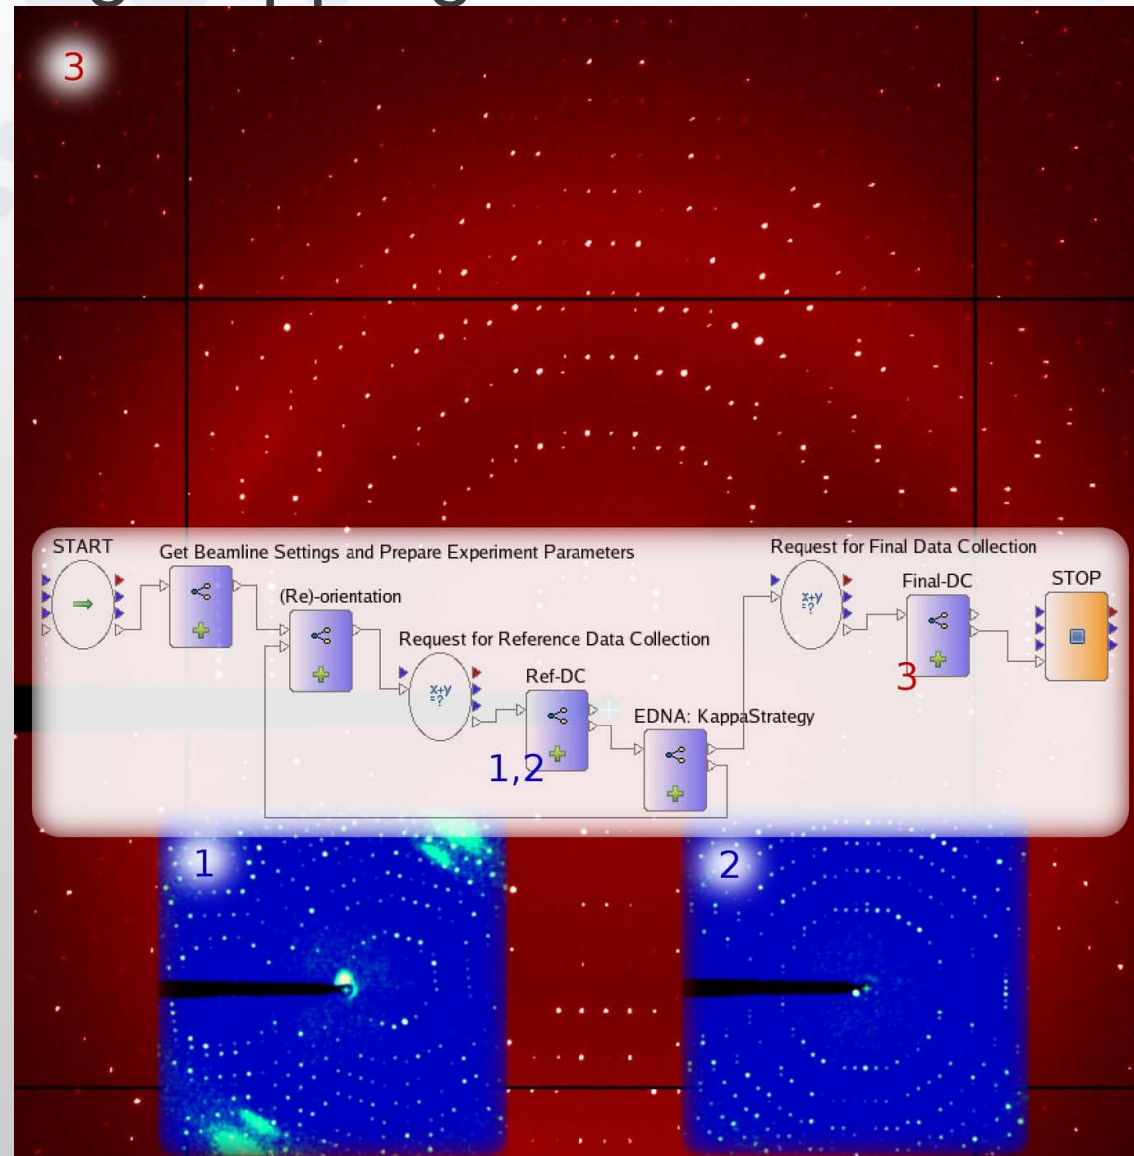 3
START
Get Beamline Settings and Prepare Experiment Parameters
(Re)-orientation
Request for Reference Data Collection
x+y
=?
Ref-DC
1,2
EDNA: KappaStrategy
Request for Final Data Collection
x+y
=?
Final-DC
3
STOP
1
2